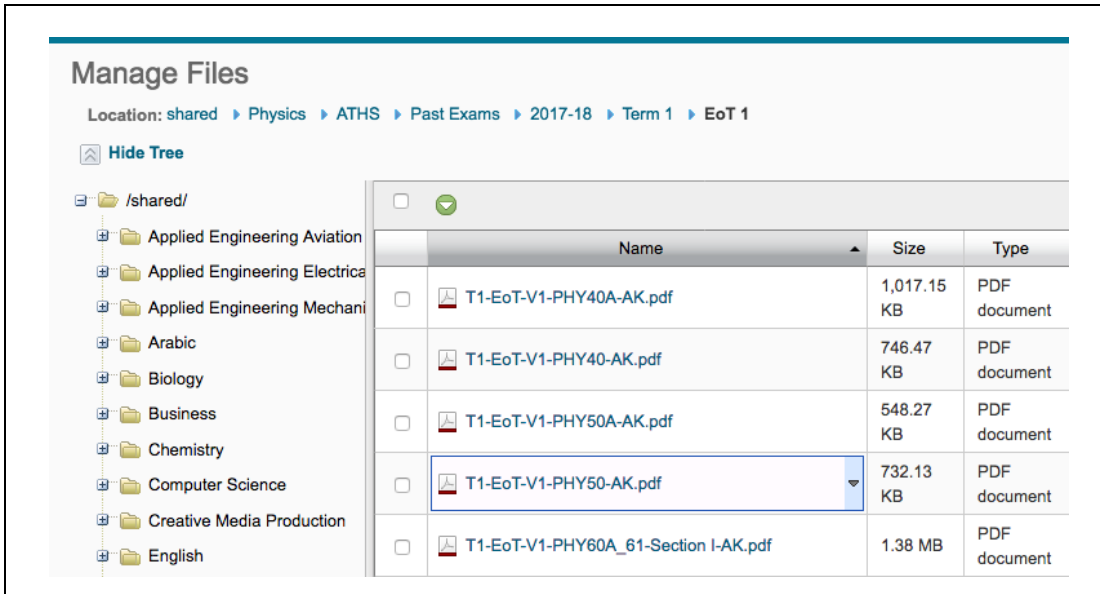 Manage Files
Location: shared Physics ATHS Past Exams 2017-18 Term 1 EoT 1
Hide Tree
/shared/
Applied Engineering Aviation
Applied Engineering Electrica
Applied Engineering Mechani
Arabic
Biology
Business
Chemistry
Computer Science
Creative Media Production
English
Name Size Type
T1-EoT-V1-PHY40A-AK.pdf 1,017.15 KB PDF document
T1-EoT-V1-PHY40-AK.pdf 746.47 KB PDF document
T1-EoT-V1-PHY50A-AK.pdf 548.27 KB PDF document
T1-EoT-V1-PHY50-AK.pdf 732.13 KB PDF document
T1-EoT-V1-PHY60A_61-Section I-AK.pdf 1.38 MB PDF document